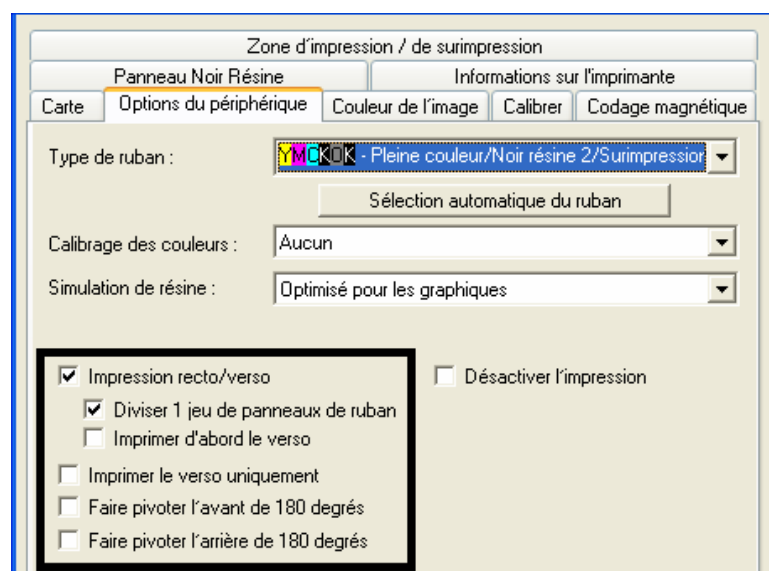 Zone d'impression / de surimpression
Panneau Noir Résine Informations sur l'imprimante
Carte Options du périphérique Couleur de l'image Calibrer Codage magnétique
Type de ruban : YMCKOK - Pleine couleur/Noir résine 2/Surimpression
Sélection automatique du ruban
Calibrage des couleurs : Aucun
Simulation de résine : Optimisé pour les graphiques
Impression recto/verso Désactiver l'impression
Diviser 1 jeu de panneaux de ruban
Imprimer d'abord le verso
Imprimer le verso uniquement
Faire pivoter l'avant de 180 degrés
Faire pivoter l'arrière de 180 degrés